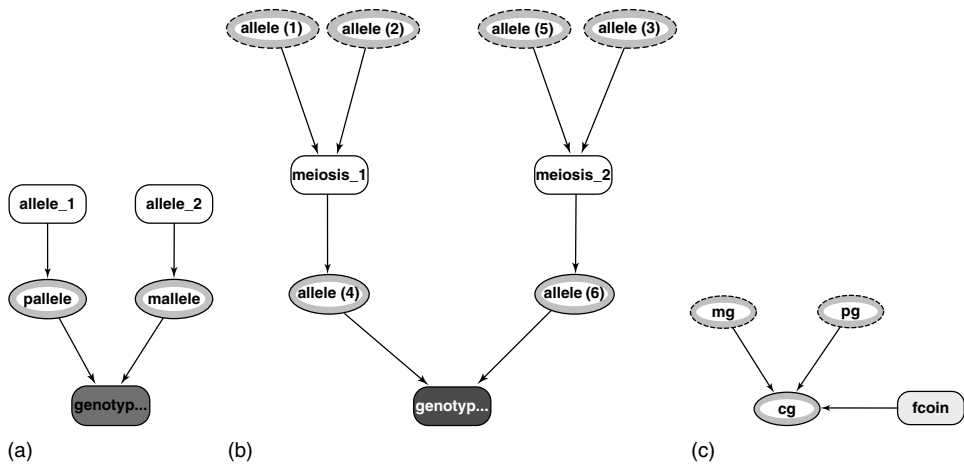 allele (1) allele (2) allele (5) allele (3)
meiosis_1 meiosis_2
allele_1 allele_2
pallele mallele allele (4) allele (6)
mg pg
genotyp... genotyp... cg fcoin
(a) (b) (c)